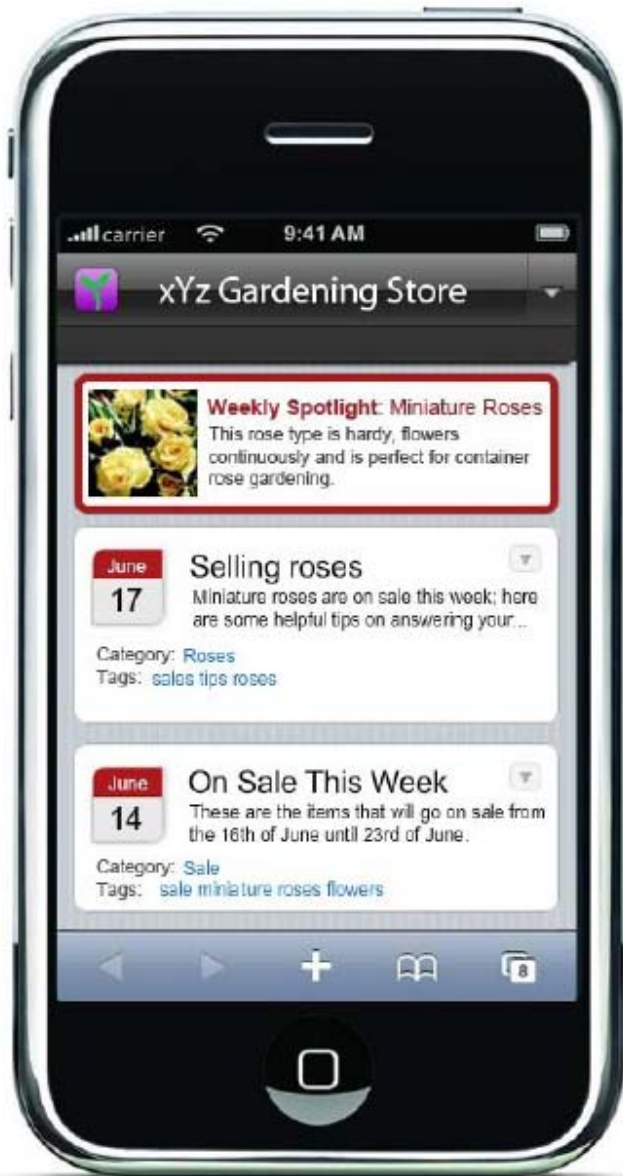 carrier 9:41 AM
xYz Gardening Store
Weekly Spotlight: Miniature Roses
This rose type is hardy, flowers
continuously and is perfect for container
rose gardening.
June
17
Selling roses
Miniature roses are on sale this week; here
are some helpful tips on answering your...
Category: Roses
Tags: sales tips roses
June
14
On Sale This Week
These are the items that will go on sale from
the 16th of June until 23rd of June.
Category: Sale
Tags: sale miniature roses flowers
8